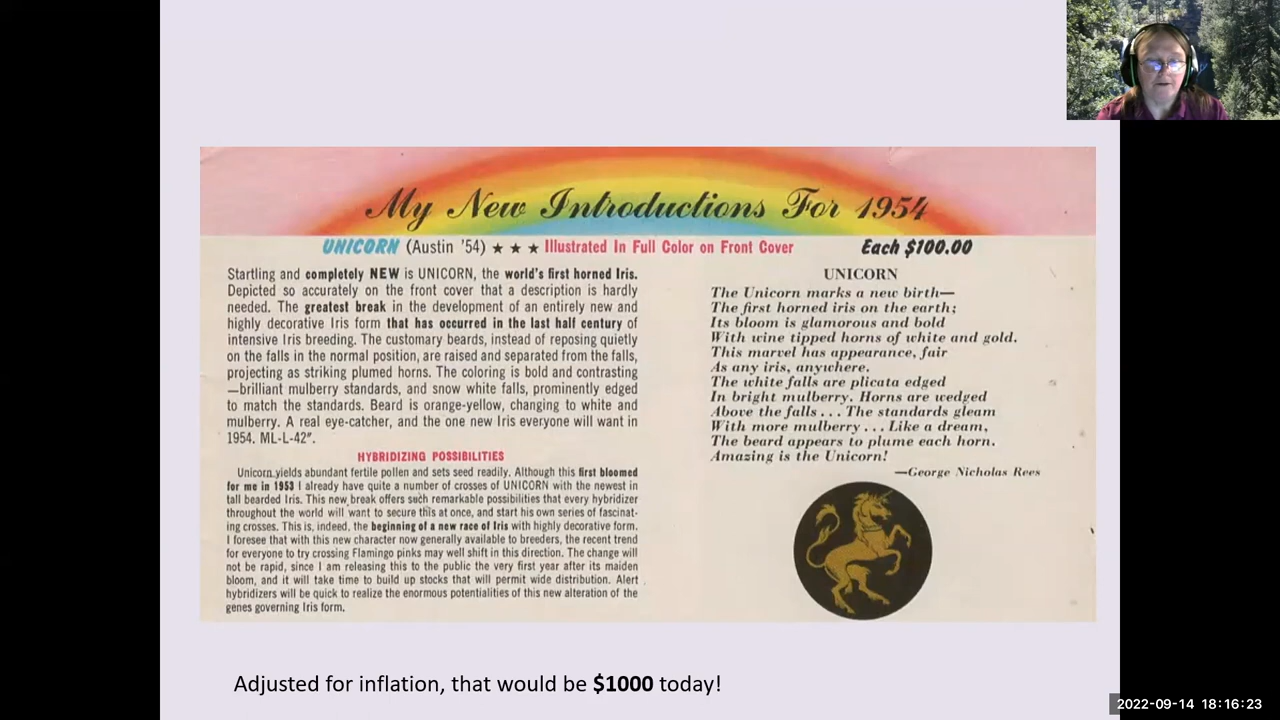 My New Introductions For 1954
UNICORN (Austin '54) ★ ★ ★ Illustrated In Full Color on Front Cover Each $100.00
Startling and completely NEW is UNICORN, the world's first horned Iris.
Depicted so accurately on the front cover that a description is hardly
needed. The greatest break in the development of an entirely new and
highly decorative Iris form that has occurred in the last half century of
intensive Iris breeding. The customary beards, instead of reposing quietly
on the falls in the normal position, are raised and separated from the falls,
projecting as striking plumed horns. The coloring is bold and contrasting
—brilliant mulberry standards, and snow white falls, prominently edged
to match the standards. Beard is orange-yellow, changing to white and
mulberry. A real eye-catcher, and the one new Iris everyone will want in
1954. ML-L-42".
HYBRIDIZING POSSIBILITIES
Unicorn yields abundant fertile pollen and sets seed readily. Although this first bloomed
for me in 1953 I already have quite a number of crosses of UNICORN with the newest in
tall bearded Iris. This new break offers such remarkable possibilities that every hybridizer
throughout the world will want to secure this at once, and start his own series of fascinat-
ing crosses. This is, indeed, the beginning of a new race of Iris with highly decorative form.
I foresee that with this new character now generally available to breeders, the recent trend
for everyone to try crossing Flamingo pinks may well shift in this direction. The change will
not be rapid, since I am releasing this to the public the very first year after its maiden
bloom, and it will take time to build up stocks that will permit wide distribution. Alert
hybridizers will be quick to realize the enormous potentialities of this new alteration of the
genes governing Iris form.
UNICORN
The Unicorn marks a new birth—
The first horned iris on the earth;
Its bloom is glamorous and bold
With wine tipped horns of white and gold.
This marvel has appearance, fair
As any iris, anywhere.
The white falls are plicata edged
In bright mulberry. Horns are wedged
Above the falls . . . The standards gleam
With more mulberry . . . Like a dream,
The beard appears to plume each horn.
Amazing is the Unicorn!
—George Nicholas Rees
Adjusted for inflation, that would be $1000 today!
2022-09-14 18:16:23